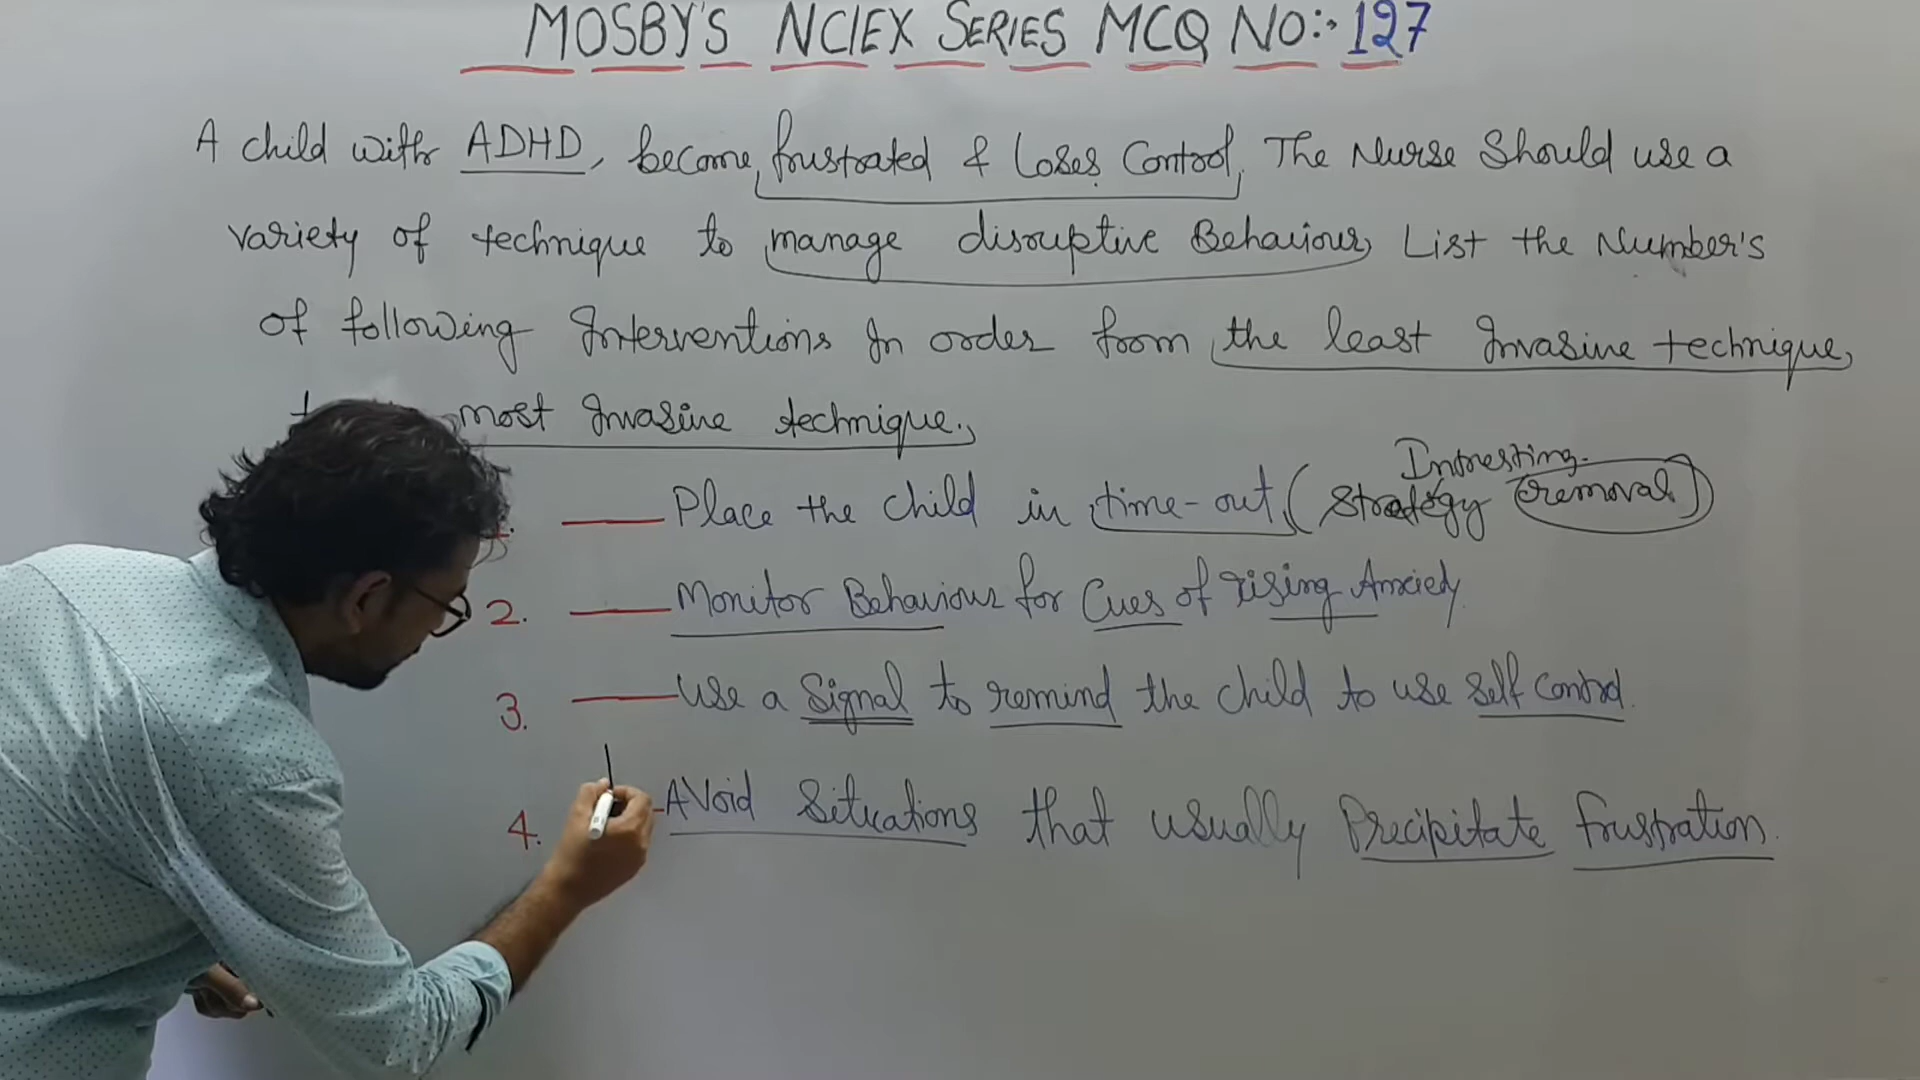 MOSBY'S NCIEX SERIES MCQ NO:- 127
A child with ADHD, become frustrated & Loses Control. The Nurse Should use a
variety of technique to manage disruptive Behaviour, List the Number's
of following Interventions In order from the least Invasive technique,
most Invasive technique.
Place the child in time-out (Strategy removal)
Intresting.
2. Monitor Behaviour for Cues of rising Anxiety
3. Use a Signal to remind the child to use Self Control.
4. Avoid Situations that usually Precipitate frustration.